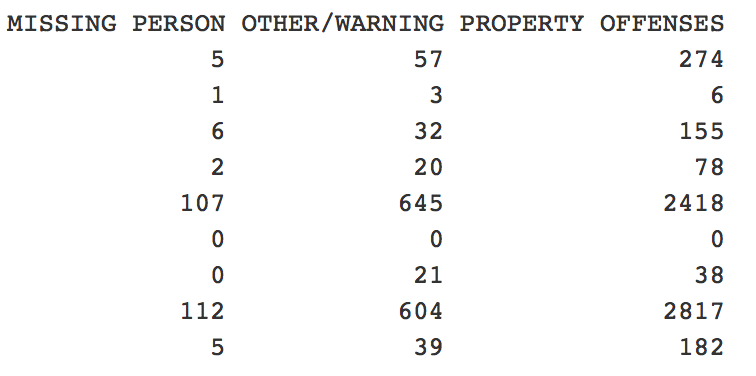 MISSING PERSON OTHER/WARNING PROPERTY OFFENSES
5 57 274
1 3 6
6 32 155
2 20 78
107 645 2418
0 0 0
0 21 38
112 604 2817
5 39 182